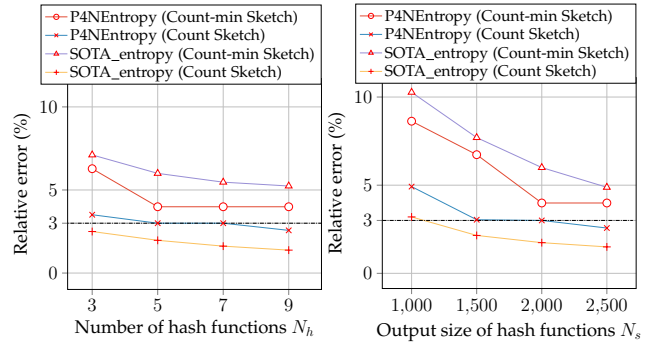 P4NEntropy (Count-min Sketch)
P4NEntropy (Count Sketch)
SOTA_entropy (Count-min Sketch)
SOTA_entropy (Count Sketch)
10
5
3
0
Relative error (%)
3
5
7
9
Number of hash functions N_h
P4NEntropy (Count-min Sketch)
P4NEntropy (Count Sketch)
SOTA_entropy (Count-min Sketch)
SOTA_entropy (Count Sketch)
10
5
3
0
Relative error (%)
1,000
1,500
2,000
2,500
Output size of hash functions N_s